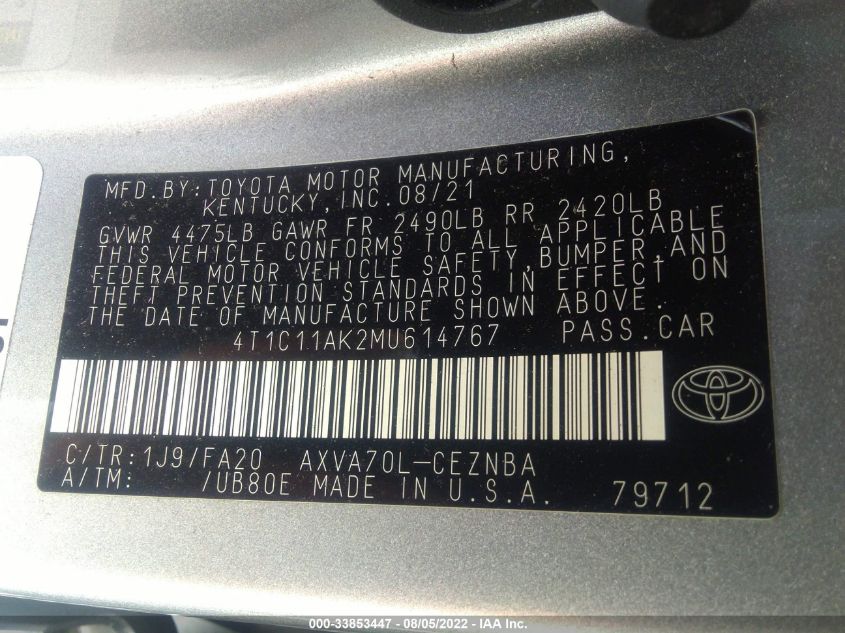 MFD. BY: TOYOTA MOTOR MANUFACTURING,
KENTUCKY, INC. 08/21
GVWR 4475LB GAWR FR 2490LB RR 2420LB
THIS VEHICLE CONFORMS TO ALL APPLICABLE
FEDERAL MOTOR VEHICLE SAFETY, BUMPER, AND
THEFT PREVENTION STANDARDS IN EFFECT ON
THE DATE OF MANUFACTURE SHOWN ABOVE.
4T1C11AK2MU614767 PASS. CAR
C/TR: 1J9/FA20 AXVA70L-CEZNBA
A/TM: /UB80E MADE IN U.S.A. 79712
000-33853447 - 08/05/2022 - IAA Inc.